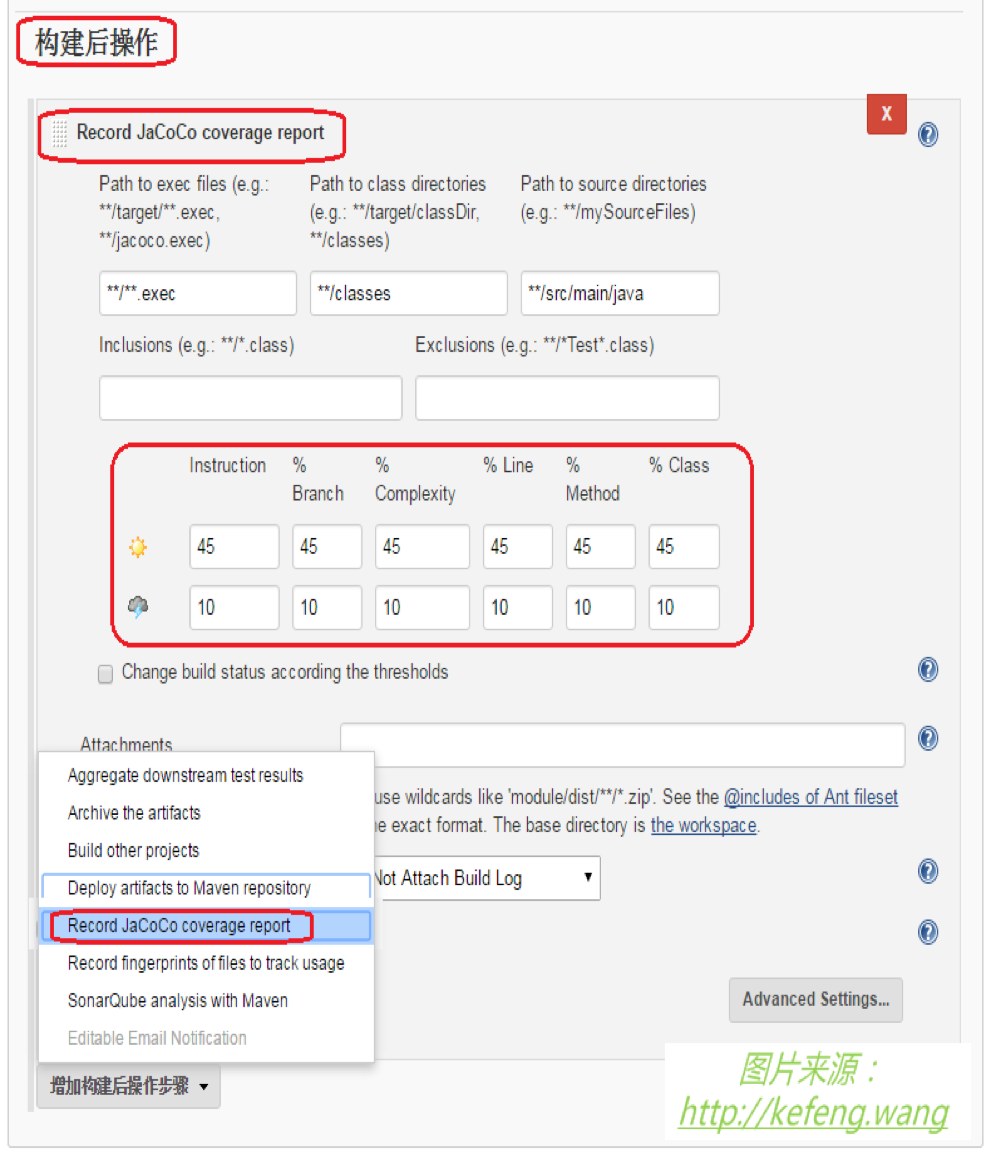 构建后操作
Record JaCoCo coverage report
X
Path to exec files (e.g.: Path to class directories Path to source directories
**/target/**.exec, (e.g.: **/target/classDir, (e.g.: **/mySourceFiles)
**/jacoco.exec) **/classes)
**/**.exec **/classes **/src/main/java
Inclusions (e.g.: **/*.class) Exclusions (e.g.: **/*Test*.class)
Instruction % % % Line % % Class
Branch Complexity Method
45 45 45 45 45 45
10 10 10 10 10 10
Change build status according the thresholds
Attachments
Aggregate downstream test results
use wildcards like 'module/dist/**/*.zip'. See the @includes of Ant fileset
Archive the artifacts
e exact format. The base directory is the workspace.
Build other projects
Not Attach Build Log
Deploy artifacts to Maven repository
Record JaCoCo coverage report
Record fingerprints of files to track usage
SonarQube analysis with Maven
Advanced Settings...
Editable Email Notification
增加构建后操作步骤
图片来源：
http://kefeng.wang